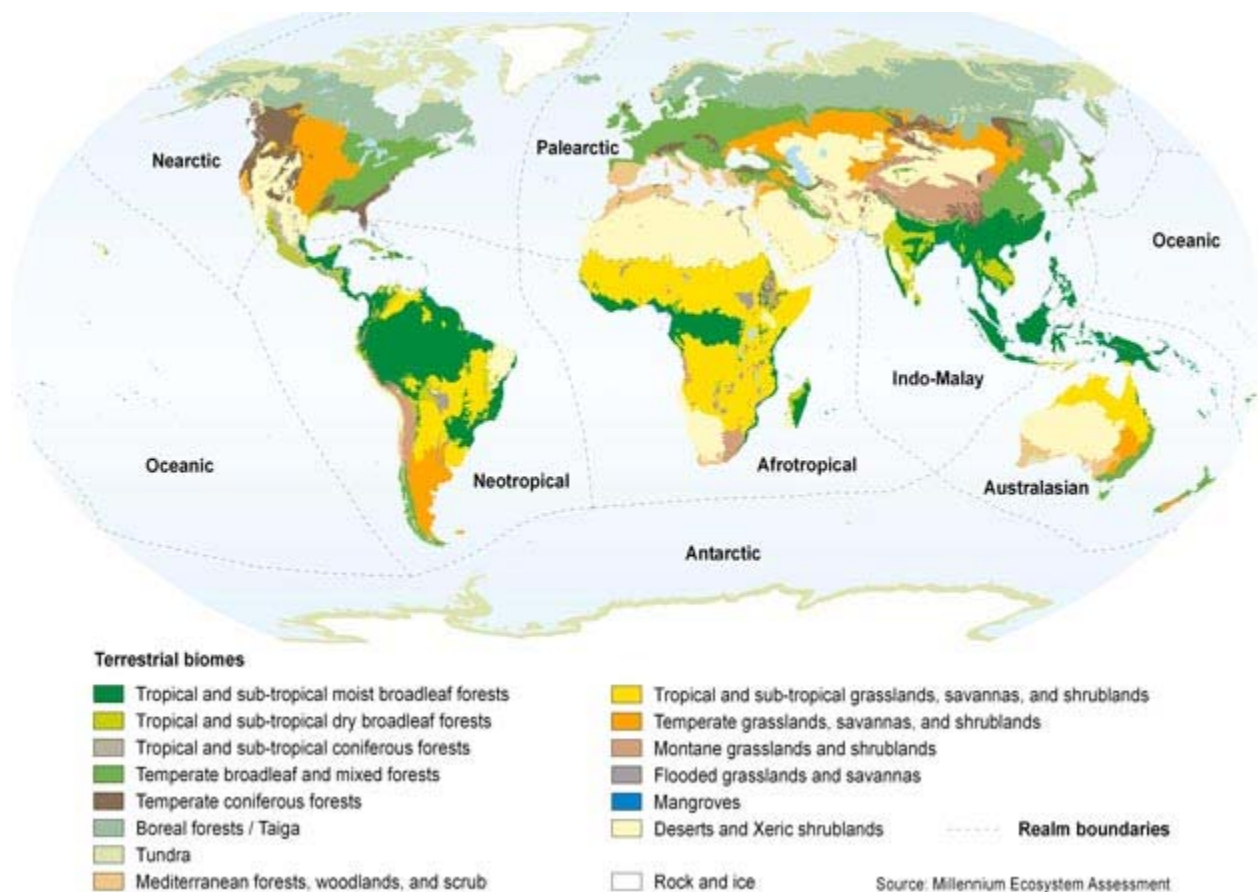 Nearctic
Palearctic
Oceanic
Indo-Malay
Oceanic
Neotropical
Afrotropical
Australasian
Antarctic
Terrestrial biomes
Tropical and sub-tropical moist broadleaf forests
Tropical and sub-tropical dry broadleaf forests
Tropical and sub-tropical coniferous forests
Temperate broadleaf and mixed forests
Temperate coniferous forests
Boreal forests / Taiga
Tundra
Mediterranean forests, woodlands, and scrub
Tropical and sub-tropical grasslands, savannas, and shrublands
Temperate grasslands, savannas, and shrublands
Montane grasslands and shrublands
Flooded grasslands and savannas
Mangroves
Deserts and Xeric shrublands
Realm boundaries
Rock and ice
Source: Millennium Ecosystem Assessment